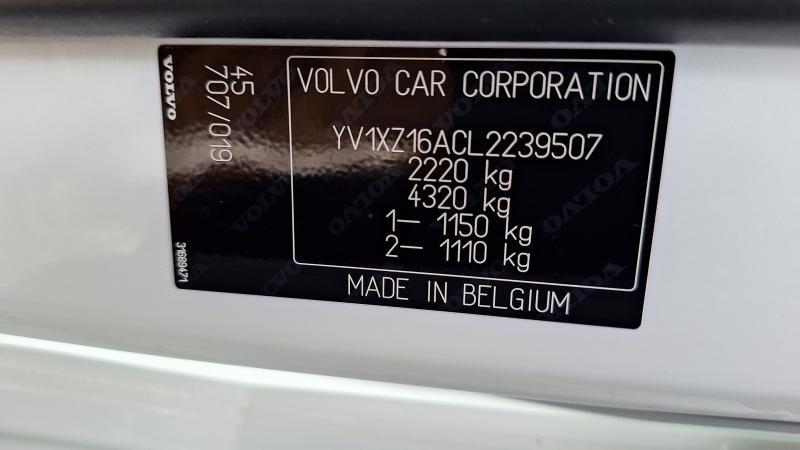 VOLVO
45
707/019
31689471
VOLVO CAR CORPORATION
YV1XZ16ACL2239507
2220 kg
4320 kg
1— 1150 kg
2— 1110 kg
MADE IN BELGIUM